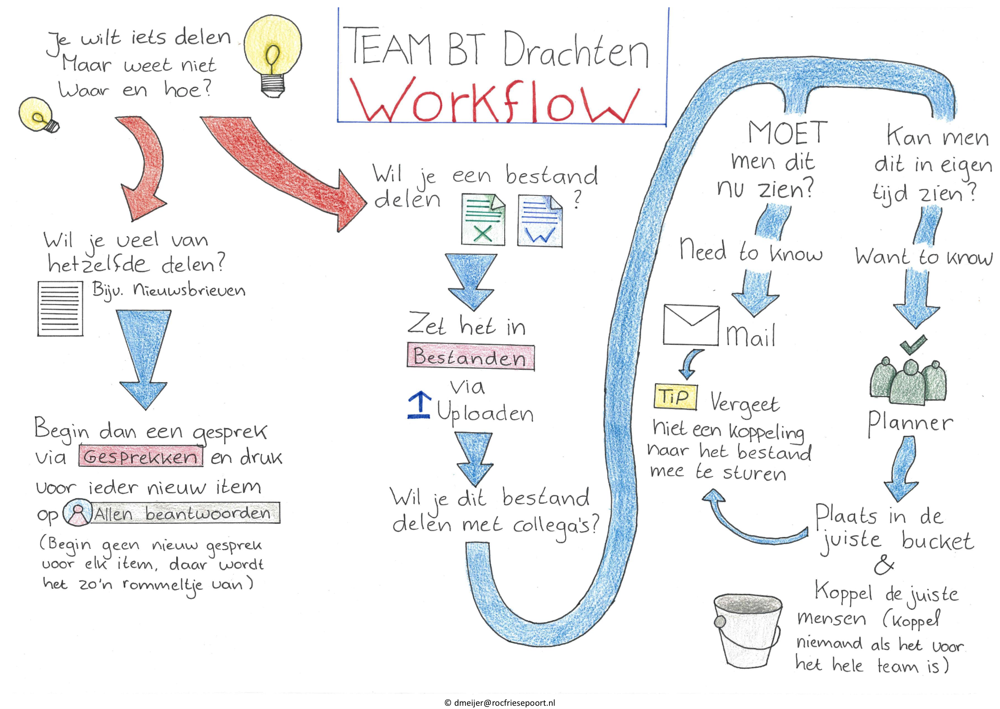 TEAM BT Drachten
Workflow
Je wilt iets delen
Maar weet niet
Waar en hoe?
Wil je veel van
hetzelfde delen?
Bijv. Nieuwsbrieven
Begin dan een gesprek
via Gesprekken en druk
voor ieder nieuw item
op Allen beantwoorden
(Begin geen nieuw gesprek
voor elk item, daar wordt
het zo'n rommeltje van)
Wil je een bestand
delen ?
X
W
Zet het in
Bestanden
via
Uploaden
Wil je dit bestand
delen met collega's?
MOET
men dit
nu zien?
Need to know
Mail
TiP Vergeet
niet een koppeling
naar het bestand
mee te sturen
Kan men
dit in eigen
tijd zien?
Want to know
Planner
Plaats in de
juiste bucket
&
Koppel de juiste
mensen (koppel
niemand als het voor
het hele team is)
© dmeijer@rocfriesepoort.nl